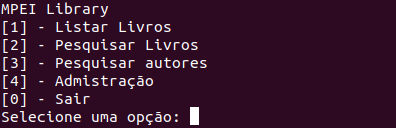 MPEI Library
[1] - Listar Livros
[2] - Pesquisar Livros
[3] - Pesquisar autores
[4] - Admistração
[0] - Sair
Selecione uma opção: